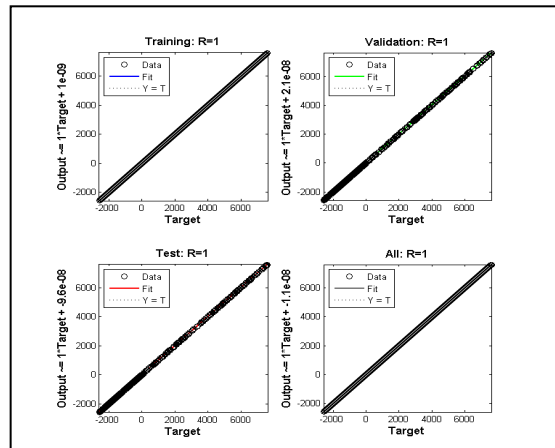 Training: R=1
Output ~= 1*Target + 1e-09
6000
4000
2000
0
-2000
Data
Fit
Y = T
-2000 0 2000 4000 6000
Target
Validation: R=1
Output ~= 1*Target + 2.1e-08
6000
4000
2000
0
-2000
Data
Fit
Y = T
-2000 0 2000 4000 6000
Target
Test: R=1
Output ~= 1*Target + -9.6e-08
6000
4000
2000
0
-2000
Data
Fit
Y = T
-2000 0 2000 4000 6000
Target
All: R=1
Output ~= 1*Target + -1.1e-08
6000
4000
2000
0
-2000
Data
Fit
Y = T
-2000 0 2000 4000 6000
Target